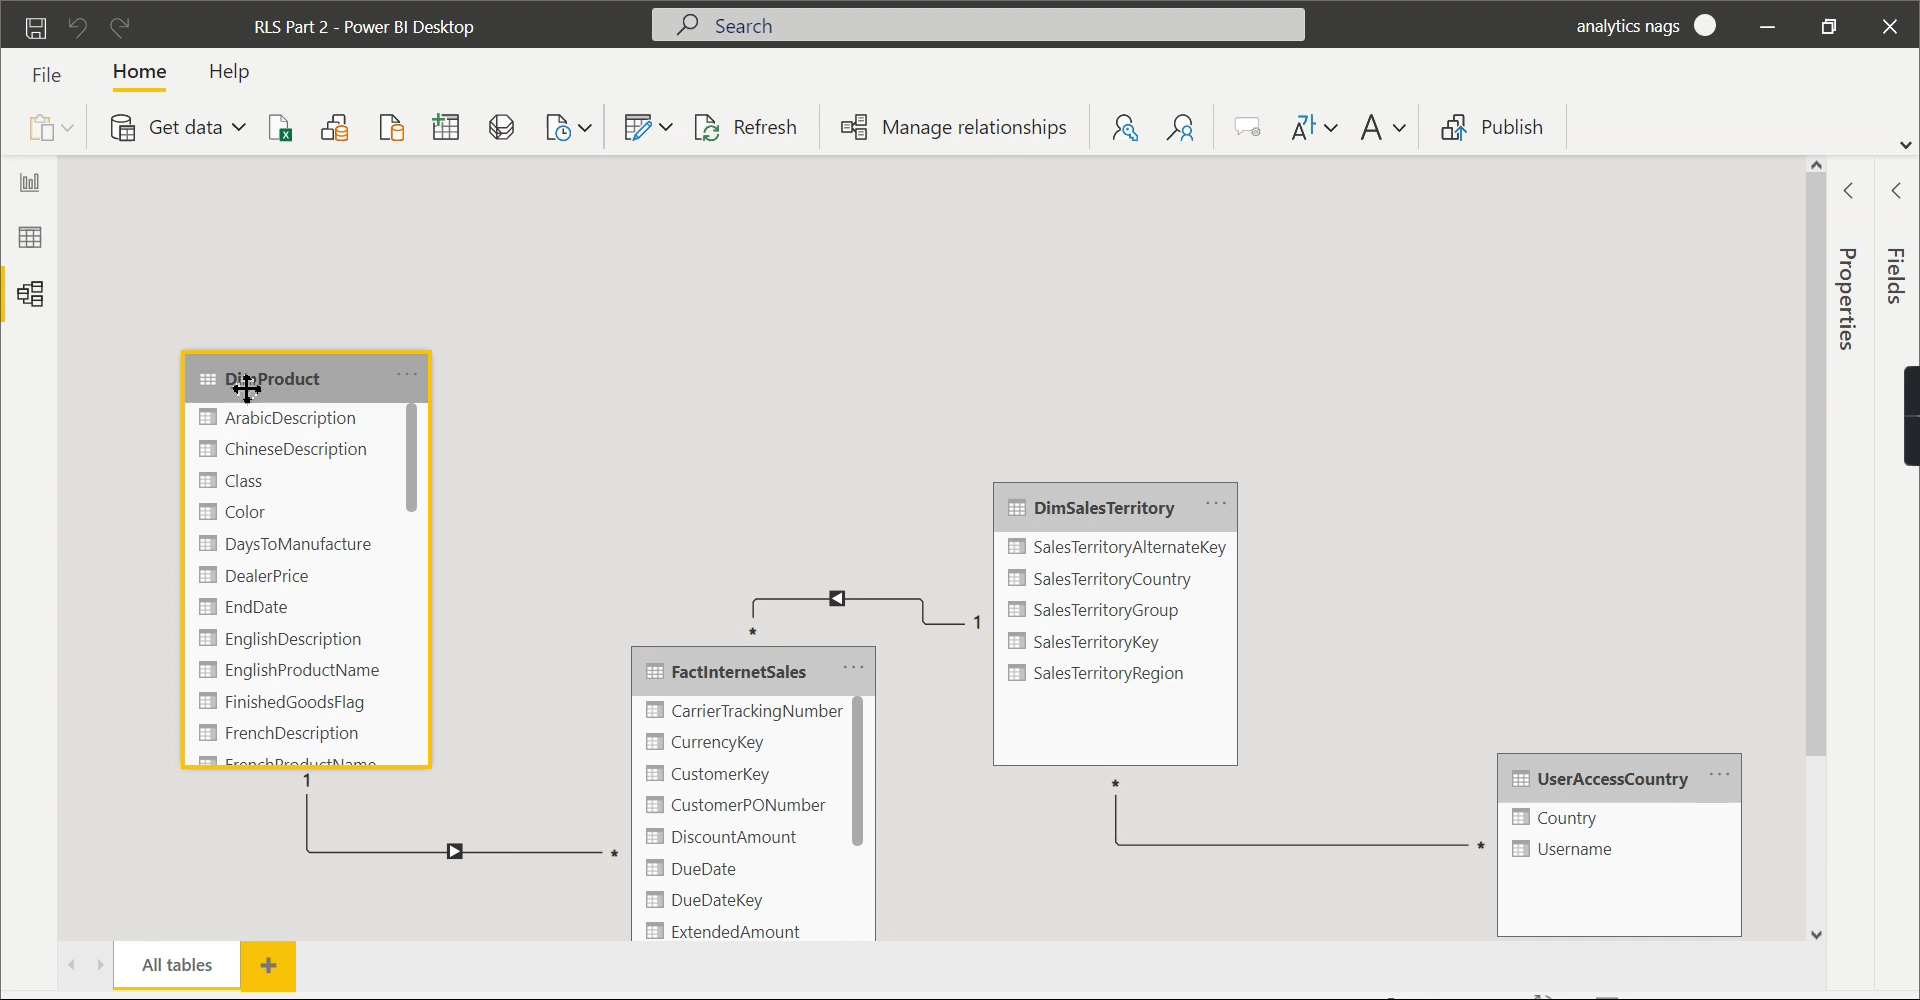 RLS Part 2 - Power BI Desktop
Search
analytics nags
File
Home
Help
Get data
Refresh
Manage relationships
Publish
Properties
Fields
DimProduct
ArabicDescription
ChineseDescription
Class
Color
DaysToManufacture
DealerPrice
EndDate
EnglishDescription
EnglishProductName
FinishedGoodsFlag
FrenchDescription
FrenchProductName
1
*
FactInternetSales
CarrierTrackingNumber
CurrencyKey
CustomerKey
CustomerPONumber
DiscountAmount
DueDate
DueDateKey
ExtendedAmount
*
1
DimSalesTerritory
SalesTerritoryAlternateKey
SalesTerritoryCountry
SalesTerritoryGroup
SalesTerritoryKey
SalesTerritoryRegion
*
*
UserAccessCountry
Country
Username
All tables